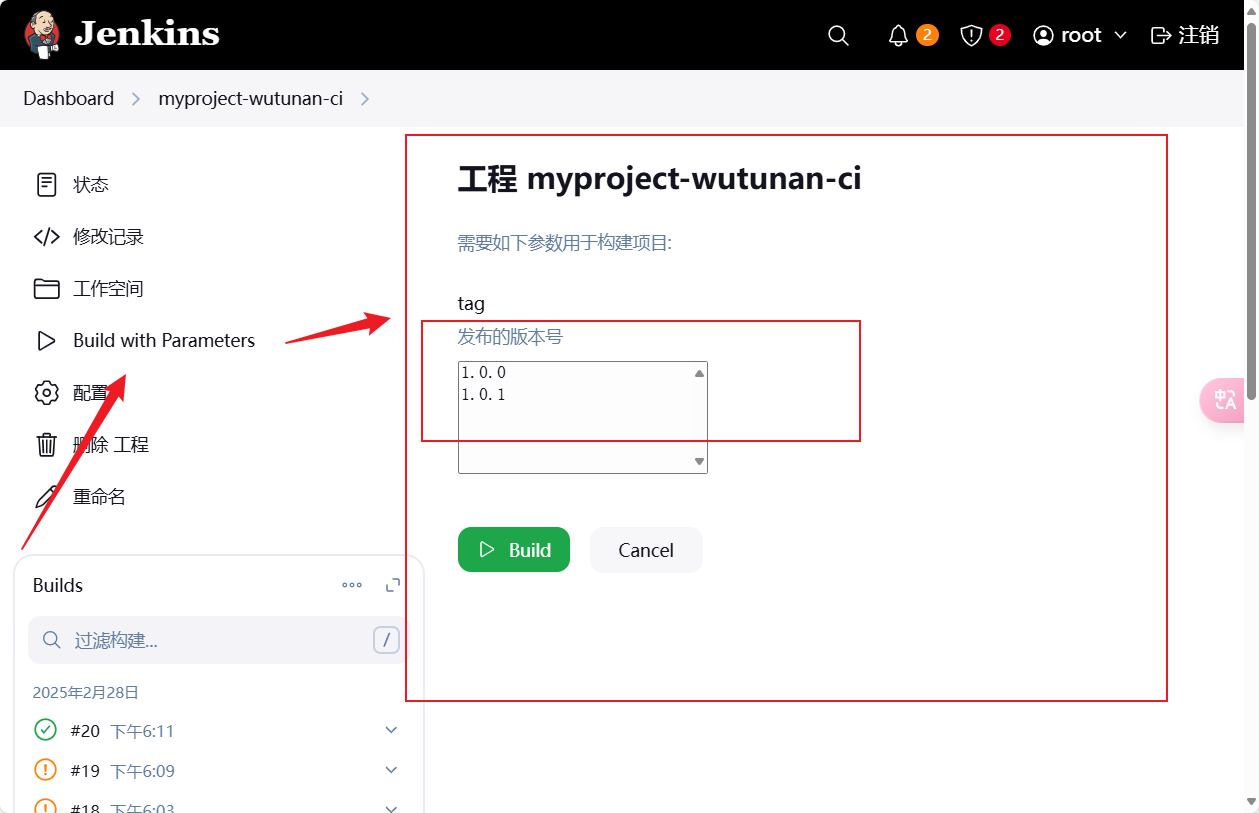 Jenkins
2
2
root
注销
Dashboard
myproject-wutunan-ci
状态
修改记录
工作空间
Build with Parameters
配置
删除 工程
重命名
工程 myproject-wutunan-ci
需要如下参数用于构建项目:
tag
发布的版本号
1.0.0
1.0.1
Build
Cancel
Builds
过滤构建...
/
2025年2月28日
#20 下午6:11
#19 下午6:09
#18 下午6:03